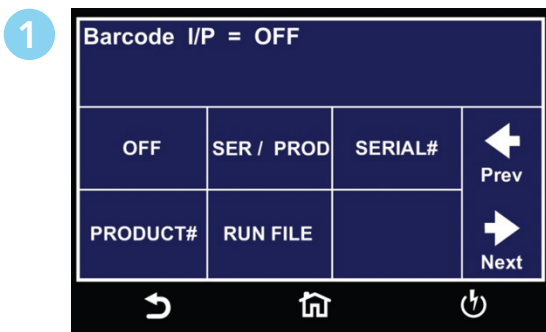 1
Barcode I/P = OFF
OFF
SER / PROD
SERIAL#
Prev
PRODUCT#
RUN FILE
Next